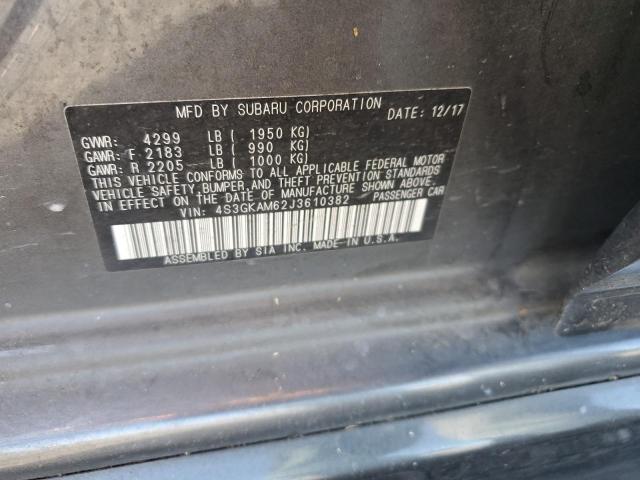 MFD BY SUBARU CORPORATION DATE: 12/17
GVWR: 4299 LB ( 1950 KG)
GAWR: F 2183 LB ( 990 KG)
GAWR: R 2205 LB ( 1000 KG)
THIS VEHICLE CONFORMS TO ALL APPLICABLE FEDERAL MOTOR
VEHICLE SAFETY, BUMPER, AND THEFT PREVENTION STANDARDS
IN EFFECT ON THE DATE OF MANUFACTURE SHOWN ABOVE.
VIN: 4S3GKAM62J3610382 PASSENGER CAR
ASSEMBLED BY SIA INC. MADE IN U.S.A.